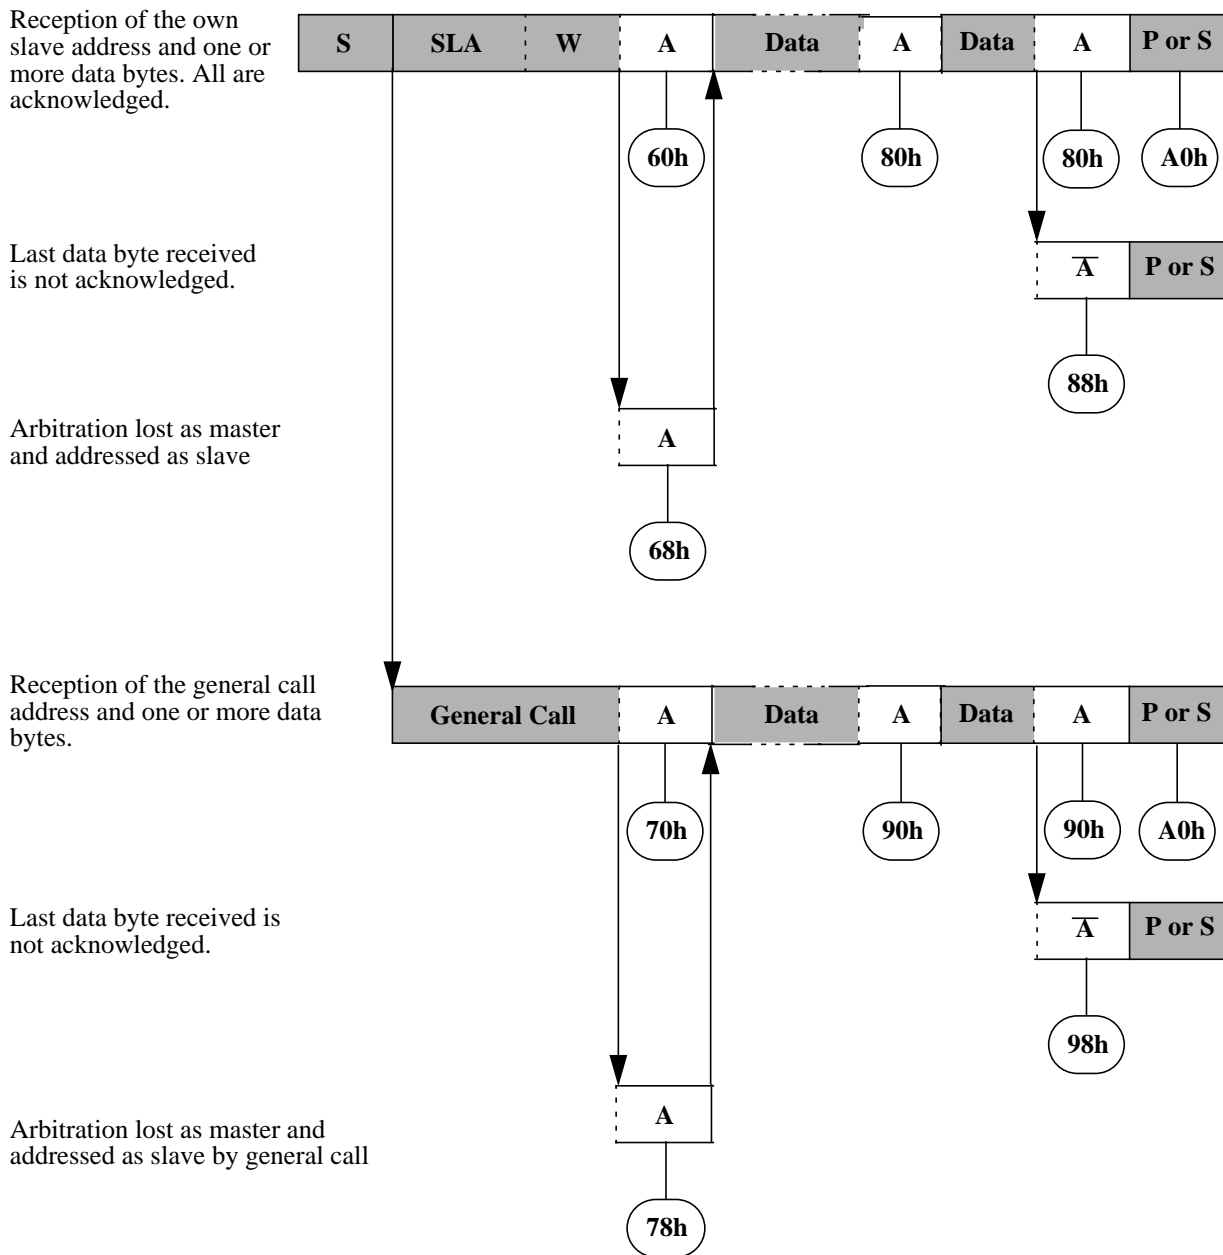 Reception of the own
slave address and one or
more data bytes. All are
acknowledged.
S SLA W A Data A Data A P or S
60h 80h 80h A0h
Last data byte received
is not acknowledged.
A̅ P or S
88h
Arbitration lost as master
and addressed as slave
A
68h
Reception of the general call
address and one or more data
bytes.
General Call A Data A Data A P or S
70h 90h 90h A0h
Last data byte received is
not acknowledged.
A̅ P or S
98h
Arbitration lost as master and
addressed as slave by general call
A
78h